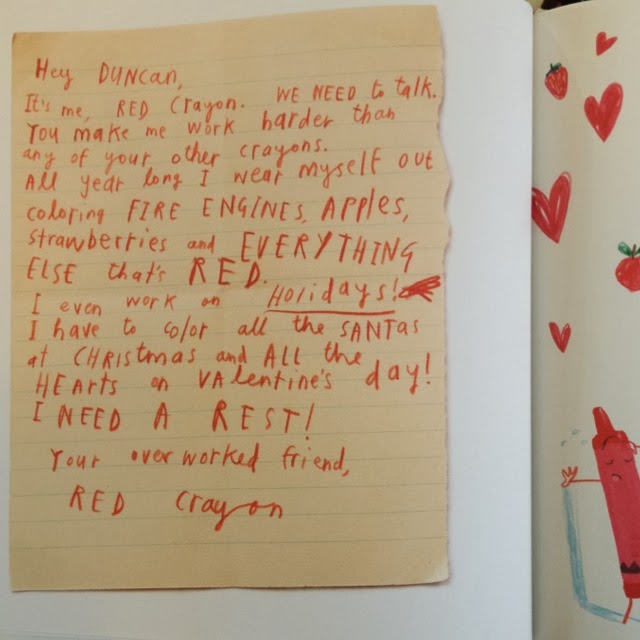 Hey DUNCAN,
It's me, RED Crayon. WE NEED to talk.
You make me work harder than
any of your other crayons.
All year long I wear myself out
coloring FIRE ENGINES, Apples,
strawberries and EVERYTHING
ELSE that's RED.
I even work on Holidays!
I have to color all the SANTAs
at CHRistmas and All the
HEArts on VAlentine's day!
I NEED A REST!
Your overworked friend,
RED Crayon